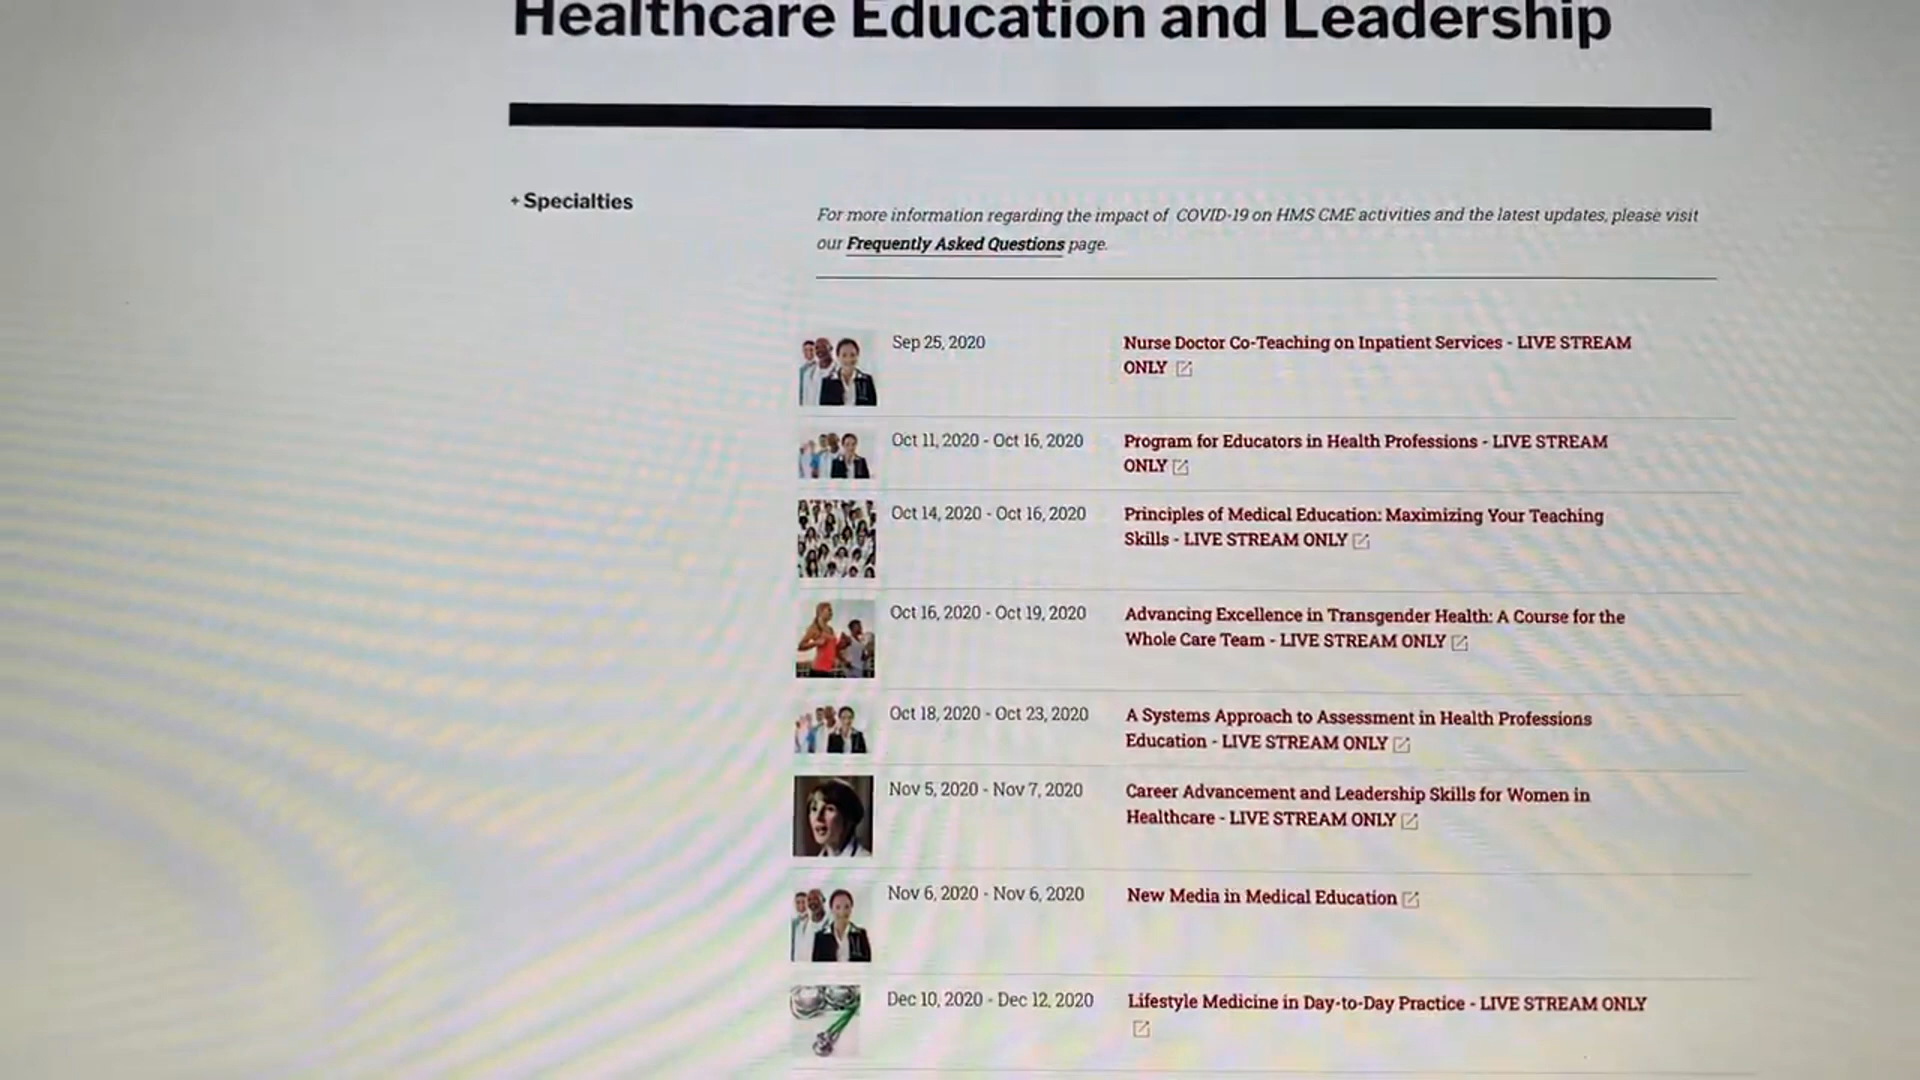 Healthcare Education and Leadership
+ Specialties
For more information regarding the impact of COVID-19 on HMS CME activities and the latest updates, please visit
our Frequently Asked Questions page.
Sep 25, 2020
Nurse Doctor Co-Teaching on Inpatient Services - LIVE STREAM
ONLY
Oct 11, 2020 - Oct 16, 2020
Program for Educators in Health Professions - LIVE STREAM
ONLY
Oct 14, 2020 - Oct 16, 2020
Principles of Medical Education: Maximizing Your Teaching
Skills - LIVE STREAM ONLY
Oct 16, 2020 - Oct 19, 2020
Advancing Excellence in Transgender Health: A Course for the
Whole Care Team - LIVE STREAM ONLY
Oct 18, 2020 - Oct 23, 2020
A Systems Approach to Assessment in Health Professions
Education - LIVE STREAM ONLY
Nov 5, 2020 - Nov 7, 2020
Career Advancement and Leadership Skills for Women in
Healthcare - LIVE STREAM ONLY
Nov 6, 2020 - Nov 6, 2020
New Media in Medical Education
Dec 10, 2020 - Dec 12, 2020
Lifestyle Medicine in Day-to-Day Practice - LIVE STREAM ONLY